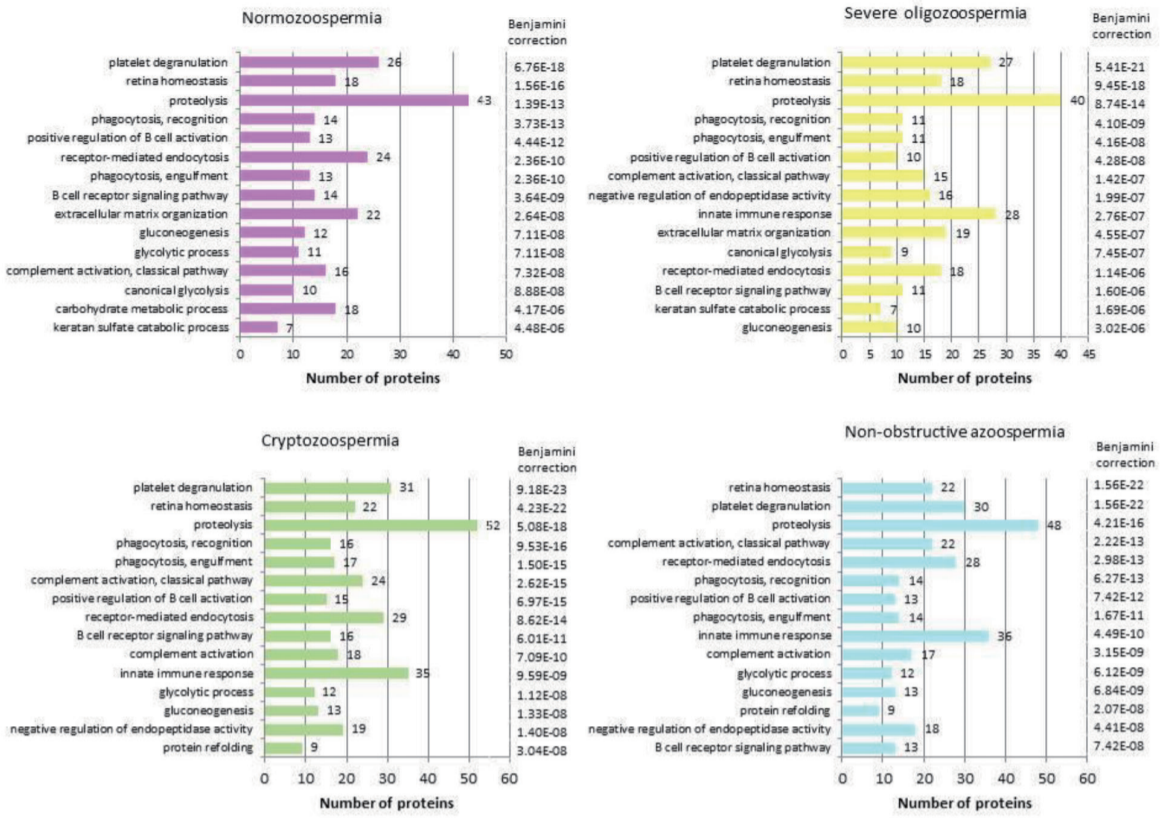 Normozoospermia
Benjamini
correction
platelet degranulation 26 6.76E-18
retina homeostasis 18 1.56E-16
proteolysis 43 1.39E-13
phagocytosis, recognition 14 3.73E-13
positive regulation of B cell activation 13 4.44E-12
receptor-mediated endocytosis 24 2.36E-10
phagocytosis, engulfment 13 2.36E-10
B cell receptor signaling pathway 14 3.64E-09
extracellular matrix organization 22 2.64E-08
gluconeogenesis 12 7.11E-08
glycolytic process 11 7.11E-08
complement activation, classical pathway 16 7.32E-08
canonical glycolysis 10 8.88E-08
carbohydrate metabolic process 18 4.17E-06
keratan sulfate catabolic process 7 4.48E-06
0 10 20 30 40 50
Number of proteins
Severe oligozoospermia
Benjamini
correction
platelet degranulation 27 5.41E-21
retina homeostasis 18 9.45E-18
proteolysis 40 8.74E-14
phagocytosis, recognition 11 4.10E-09
phagocytosis, engulfment 11 4.16E-08
positive regulation of B cell activation 10 4.28E-08
complement activation, classical pathway 15 1.42E-07
negative regulation of endopeptidase activity 16 1.99E-07
innate immune response 28 2.76E-07
extracellular matrix organization 19 4.55E-07
canonical glycolysis 9 7.45E-07
receptor-mediated endocytosis 18 1.14E-06
B cell receptor signaling pathway 11 1.60E-06
keratan sulfate catabolic process 7 1.69E-06
gluconeogenesis 10 3.02E-06
0 5 10 15 20 25 30 35 40 45
Number of proteins
Cryptozoospermia
Benjamini
correction
platelet degranulation 31 9.18E-23
retina homeostasis 22 4.23E-22
proteolysis 52 5.08E-18
phagocytosis, recognition 16 9.53E-16
phagocytosis, engulfment 17 1.50E-15
complement activation, classical pathway 24 2.62E-15
positive regulation of B cell activation 15 6.97E-15
receptor-mediated endocytosis 29 8.62E-14
B cell receptor signaling pathway 16 6.01E-11
complement activation 18 7.09E-10
innate immune response 35 9.59E-09
glycolytic process 12 1.12E-08
gluconeogenesis 13 1.33E-08
negative regulation of endopeptidase activity 19 1.40E-08
protein refolding 9 3.04E-08
0 10 20 30 40 50 60
Number of proteins
Non-obstructive azoospermia
Benjamini
correction
retina homeostasis 22 1.56E-22
platelet degranulation 30 1.56E-22
proteolysis 48 4.21E-16
complement activation, classical pathway 22 2.22E-13
receptor-mediated endocytosis 28 2.98E-13
phagocytosis, recognition 14 6.27E-13
positive regulation of B cell activation 13 7.42E-12
phagocytosis, engulfment 14 1.67E-11
innate immune response 36 4.49E-10
complement activation 17 3.15E-09
glycolytic process 12 6.12E-09
gluconeogenesis 13 6.84E-09
protein refolding 9 2.07E-08
negative regulation of endopeptidase activity 18 4.41E-08
B cell receptor signaling pathway 13 7.42E-08
0 10 20 30 40 50 60
Number of proteins